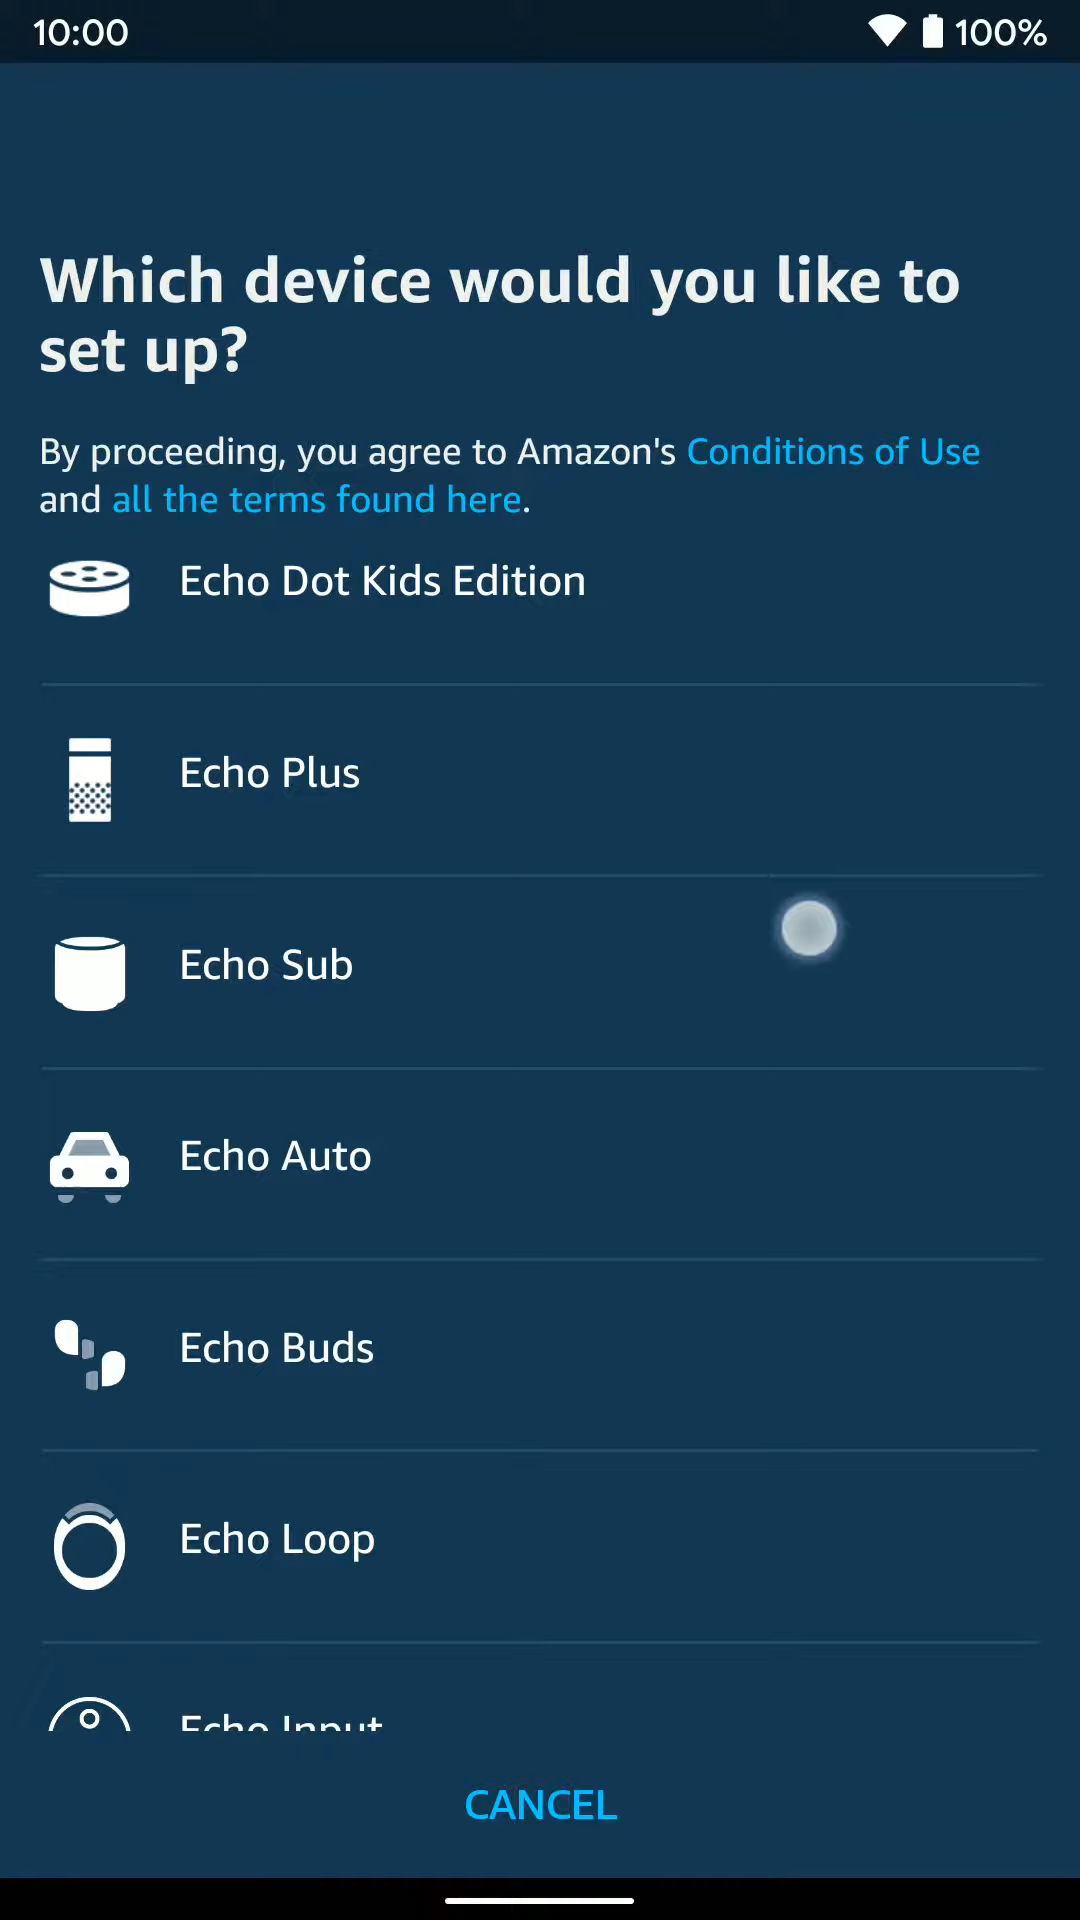 10:00
100%
Which device would you like to
set up?
By proceeding, you agree to Amazon's Conditions of Use
and all the terms found here.
Echo Dot Kids Edition
Echo Plus
Echo Sub
Echo Auto
Echo Buds
Echo Loop
Echo Input
CANCEL